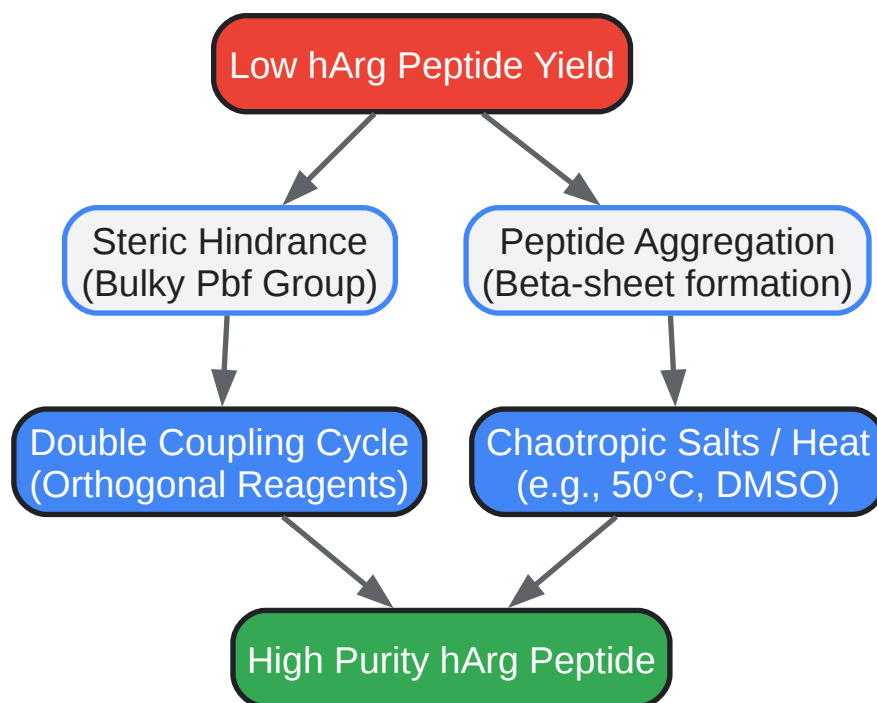 Low hArg Peptide Yield
Steric Hindrance
(Bulky Pbf Group)
Peptide Aggregation
(Beta-sheet formation)
Double Coupling Cycle
(Orthogonal Reagents)
Chaotropic Salts / Heat
(e.g., 50°C, DMSO)
High Purity hArg Peptide